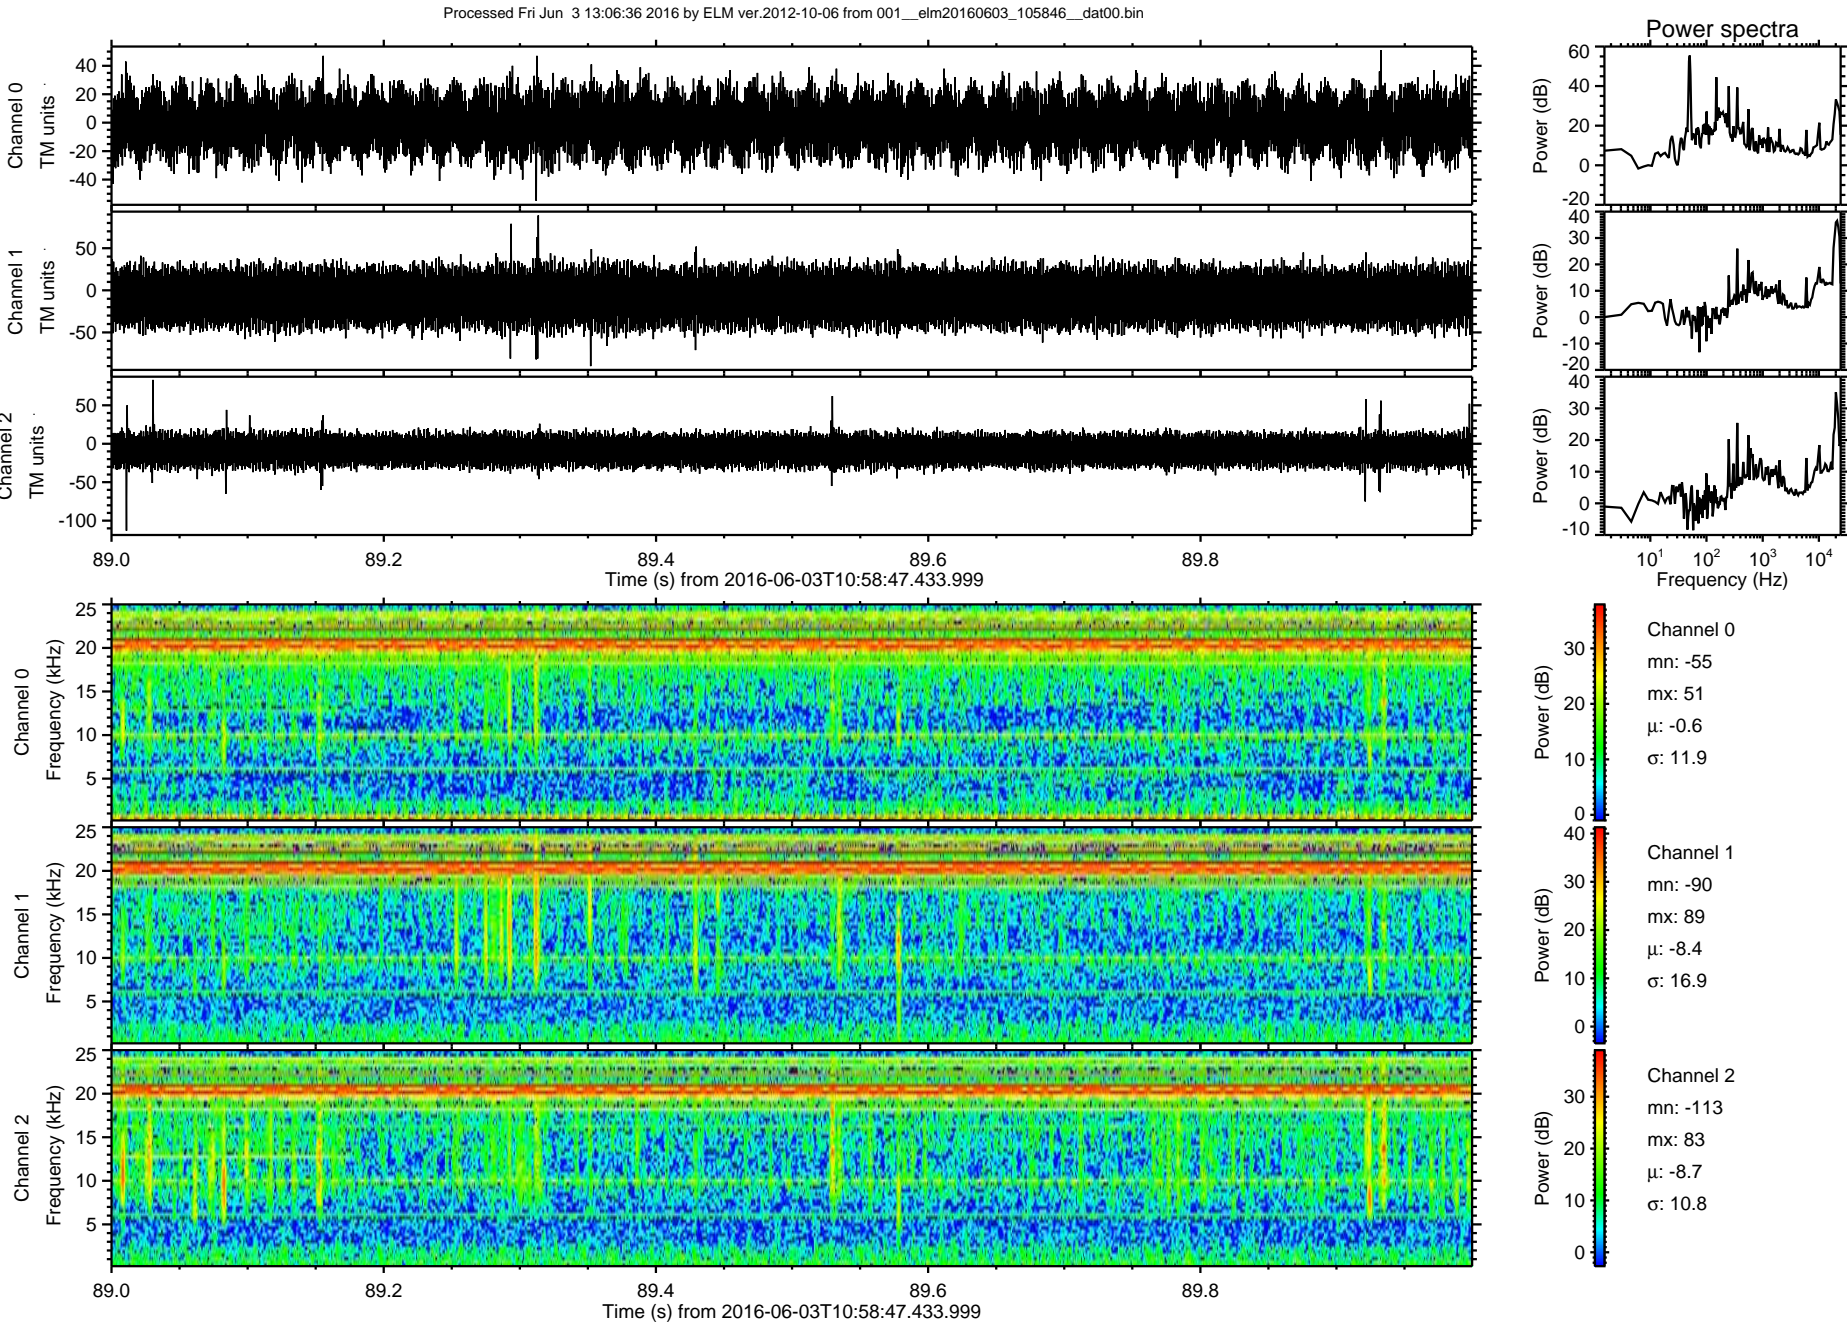 Processed Fri Jun  3 13:06:36 2016 by ELM ver.2012-10-06 from 001__elm20160603_105846__dat00.bin
Power spectra
Channel 0
TM units
40
20
0
-20
-40
Power (dB)
60
40
20
0
-20
Channel 1
TM units
50
0
-50
Power (dB)
40
30
20
10
0
-10
-20
Channel 2
TM units
50
0
-50
-100
Power (dB)
40
30
20
10
0
-10
89.0 89.2 89.4 89.6 89.8
Time (s) from 2016-06-03T10:58:47.433.999
10^1 10^2 10^3 10^4
Frequency (Hz)
Channel 0
Frequency (kHz)
25
20
15
10
5
Power (dB)
30
20
10
0
Channel 0
mn: -55
mx: 51
μ: -0.6
σ: 11.9
Channel 1
Frequency (kHz)
25
20
15
10
5
Power (dB)
40
30
20
10
0
Channel 1
mn: -90
mx: 89
μ: -8.4
σ: 16.9
Channel 2
Frequency (kHz)
25
20
15
10
5
Power (dB)
30
20
10
0
Channel 2
mn: -113
mx: 83
μ: -8.7
σ: 10.8
89.0 89.2 89.4 89.6 89.8
Time (s) from 2016-06-03T10:58:47.433.999